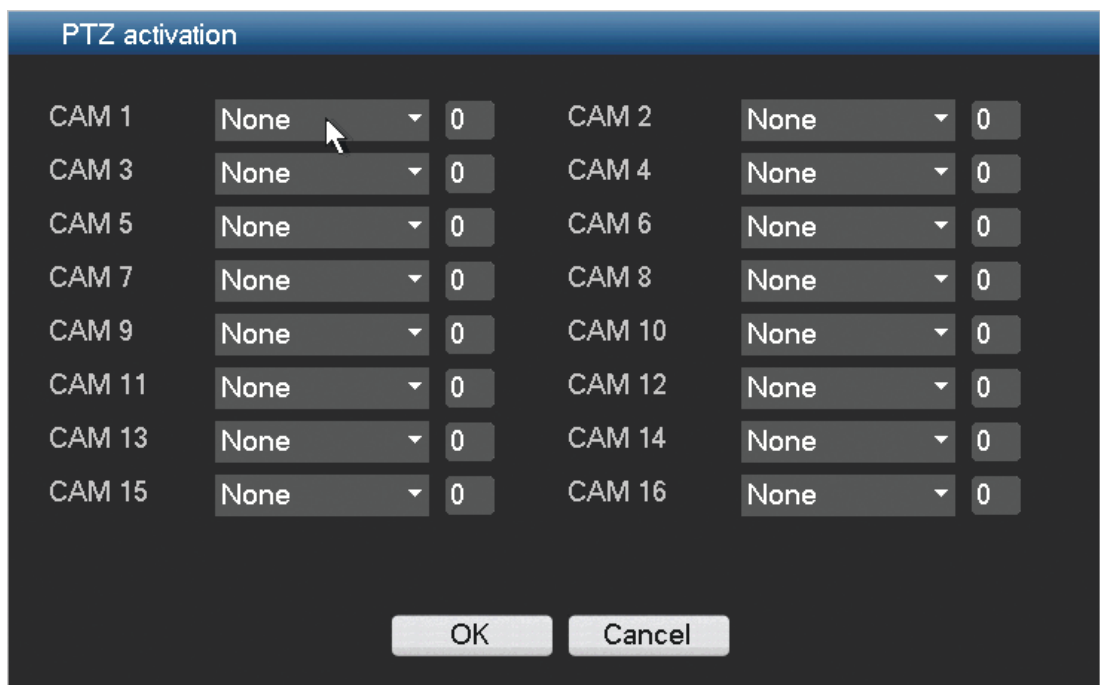 PTZ activation
CAM 1 None 0 CAM 2 None 0
CAM 3 None 0 CAM 4 None 0
CAM 5 None 0 CAM 6 None 0
CAM 7 None 0 CAM 8 None 0
CAM 9 None 0 CAM 10 None 0
CAM 11 None 0 CAM 12 None 0
CAM 13 None 0 CAM 14 None 0
CAM 15 None 0 CAM 16 None 0
OK Cancel